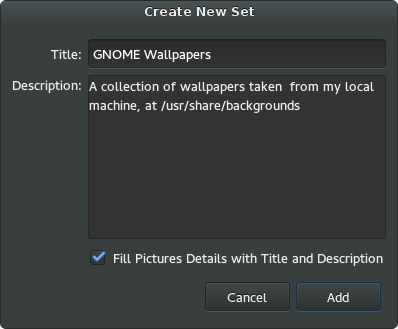 Create New Set
Title: GNOME Wallpapers
Description: A collection of wallpapers taken  from my local
machine, at /usr/share/backgrounds
Fill Pictures Details with Title and Description
Cancel Add